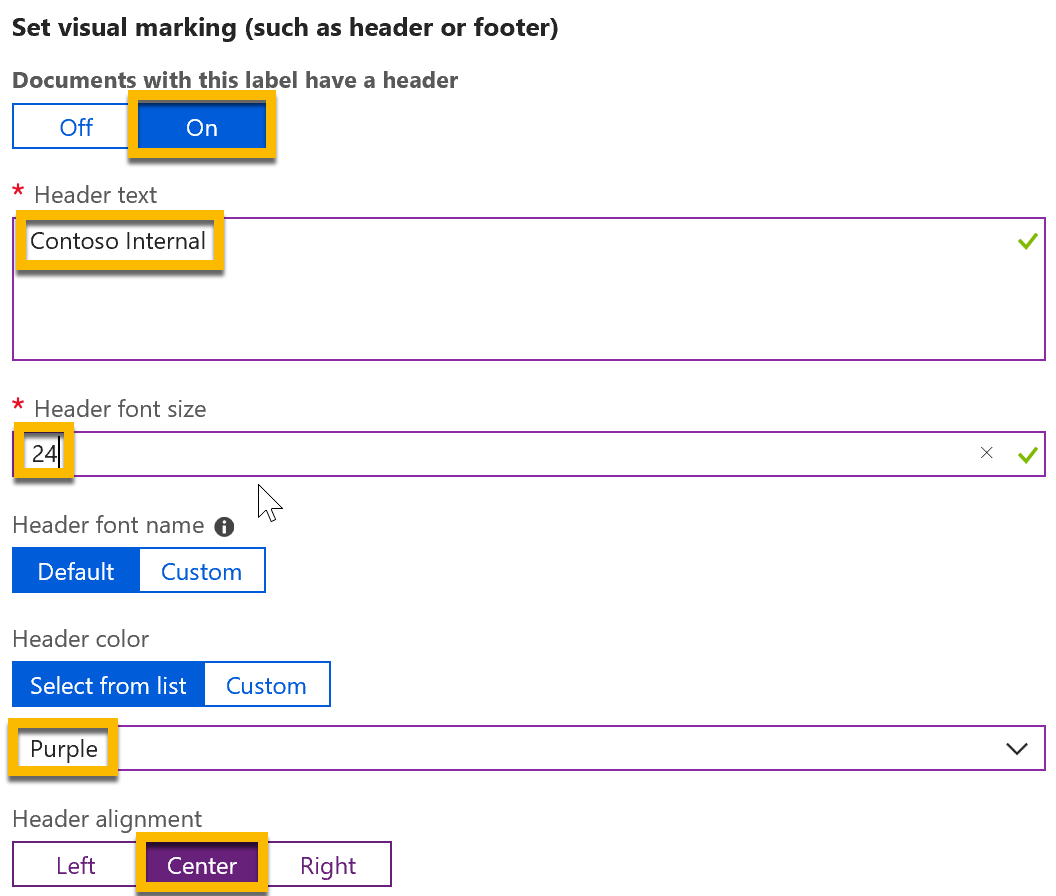 Set visual marking (such as header or footer)
Documents with this label have a header
Off On
* Header text
Contoso Internal
* Header font size
24
Header font name
Default Custom
Header color
Select from list Custom
Purple
Header alignment
Left Center Right